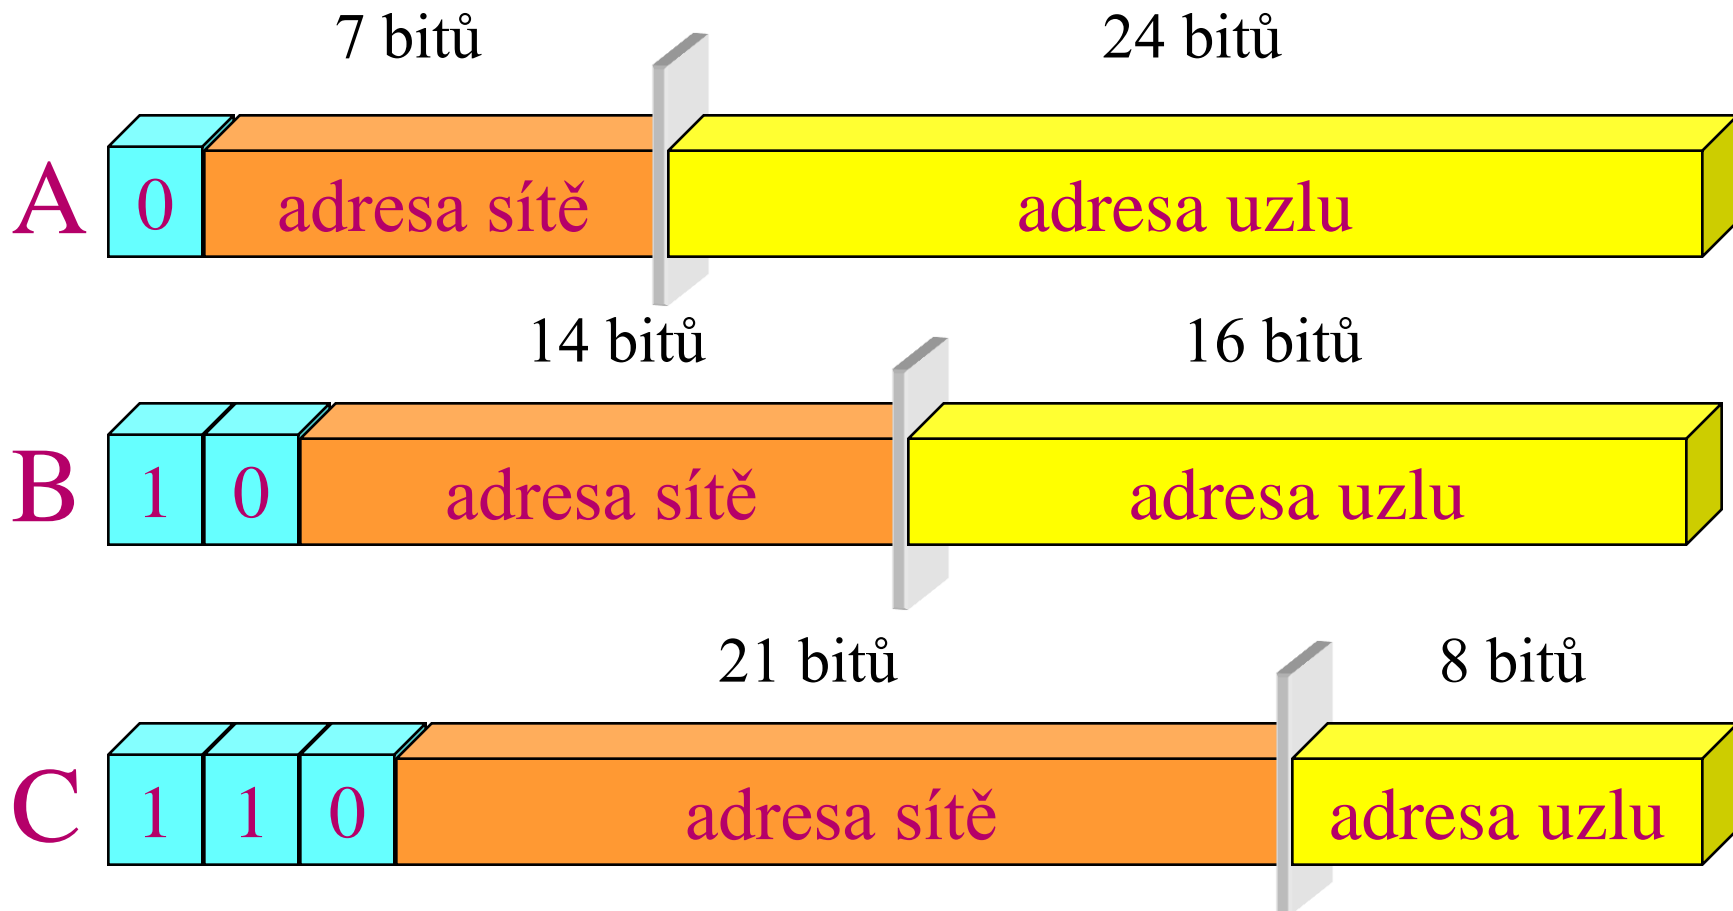 7 bitů 24 bitů
A 0 adresa sítě adresa uzlu
14 bitů 16 bitů
B 1 0 adresa sítě adresa uzlu
21 bitů 8 bitů
C 1 1 0 adresa sítě adresa uzlu